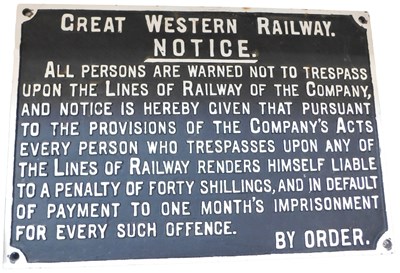 GREAT WESTERN RAILWAY.
NOTICE.
ALL PERSONS ARE WARNED NOT TO TRESPASS
UPON THE LINES OF RAILWAY OF THE COMPANY,
AND NOTICE IS HEREBY GIVEN THAT PURSUANT
TO THE PROVISIONS OF THE COMPANY'S ACTS
EVERY PERSON WHO TRESPASSES UPON ANY OF
THE LINES OF RAILWAY RENDERS HIMSELF LIABLE
TO A PENALTY OF FORTY SHILLINGS, AND IN DEFAULT
OF PAYMENT TO ONE MONTH'S IMPRISONMENT
FOR EVERY SUCH OFFENCE.
BY ORDER.